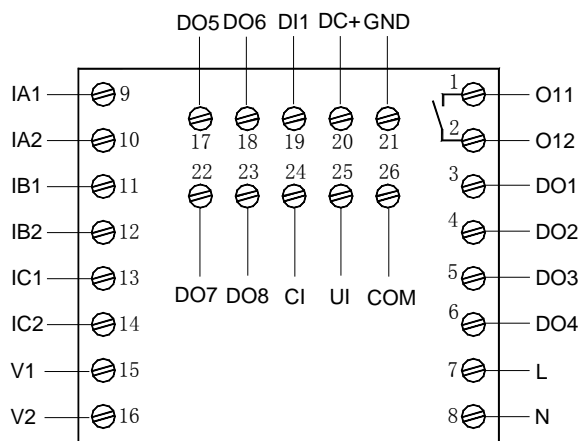 DO5 DO6 DI1 DC+ GND
IA1 9 1 O11
17 18 19 20 21
IA2 10 2 O12
22 23 24 25 26
IB1 11 3 DO1
IB2 12 4 DO2
IC1 13 5 DO3
DO7 DO8 CI UI COM
IC2 14 6 DO4
V1 15 7 L
V2 16 8 N